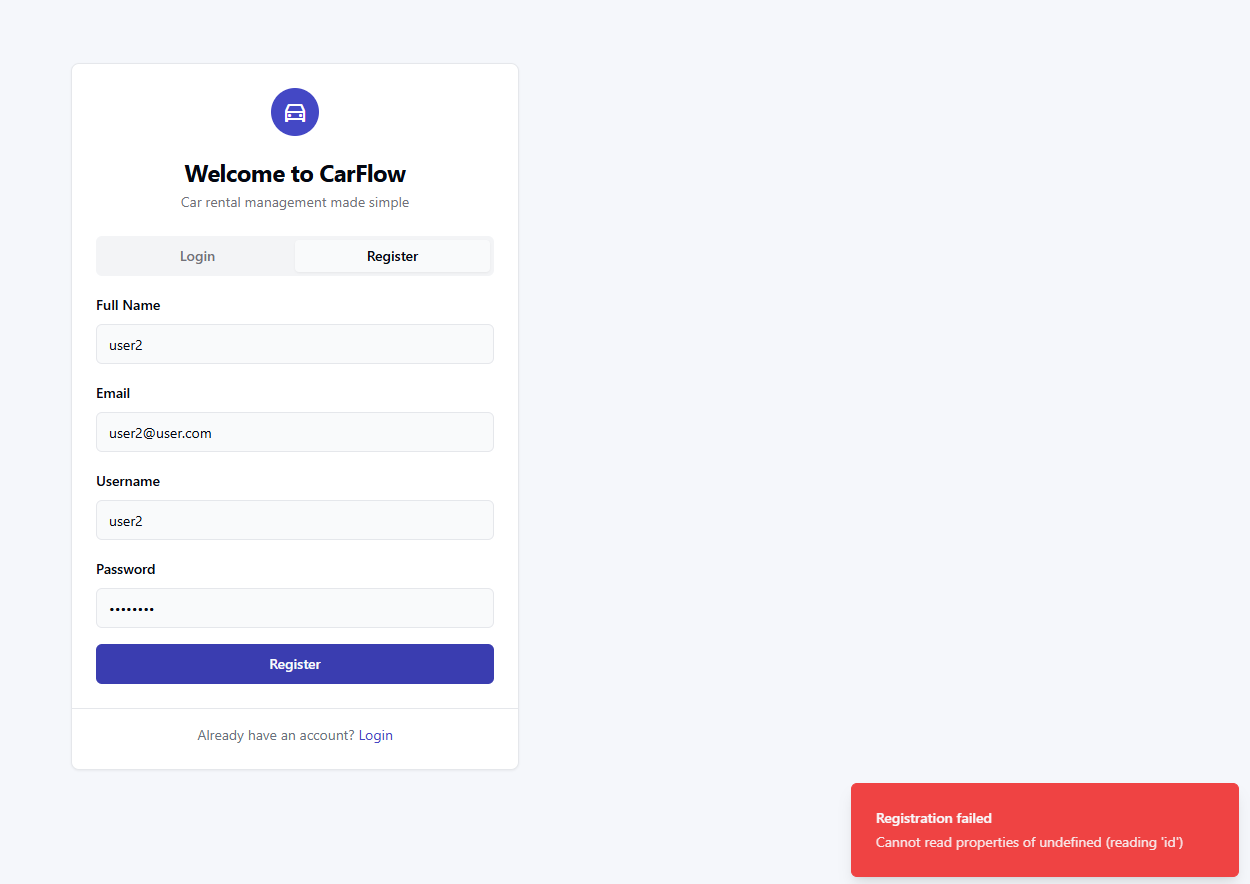 Welcome to CarFlow
Car rental management made simple
Login
Register
Full Name
user2
Email
user2@user.com
Username
user2
Password
••••••••
Register
Already have an account? Login
Registration failed
Cannot read properties of undefined (reading 'id')